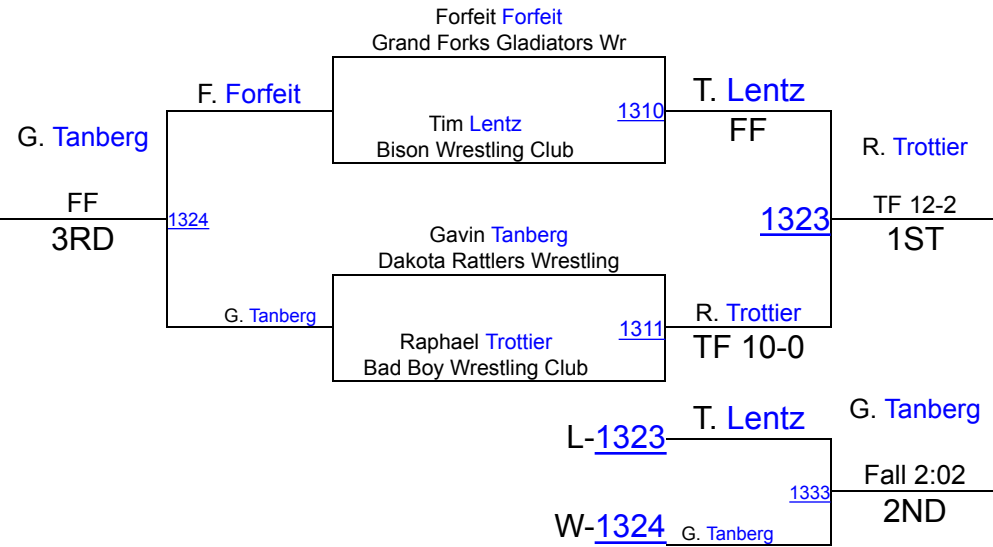 Forfeit Forfeit
Grand Forks Gladiators Wr
F. Forfeit
T. Lentz
1310
Tim Lentz
Bison Wrestling Club
FF
G. Tanberg
R. Trottier
FF
1324
3RD
1323
TF 12-2
1ST
Gavin Tanberg
Dakota Rattlers Wrestling
G. Tanberg
1311
R. Trottier
Raphael Trottier
Bad Boy Wrestling Club
TF 10-0
T. Lentz
G. Tanberg
L-1323
Fall 2:02
1333
2ND
W-1324
G. Tanberg